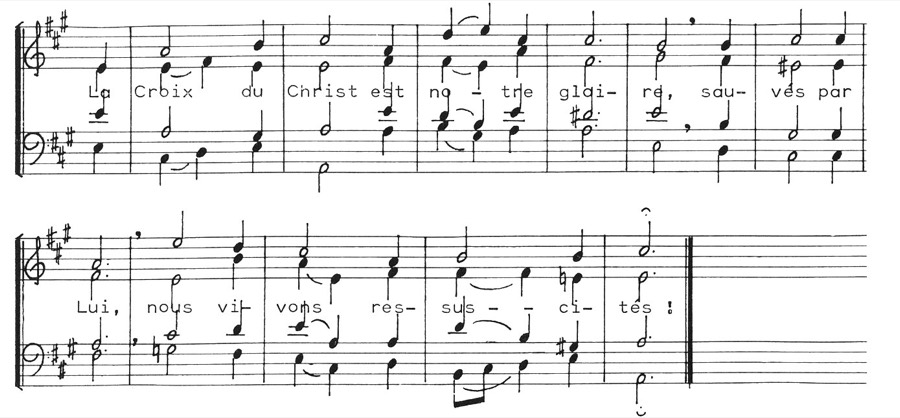 La Croix du Christ est no - tre glai- re, sau- vés par
Lui, nous vi- vons res- sus - - ci- tés !